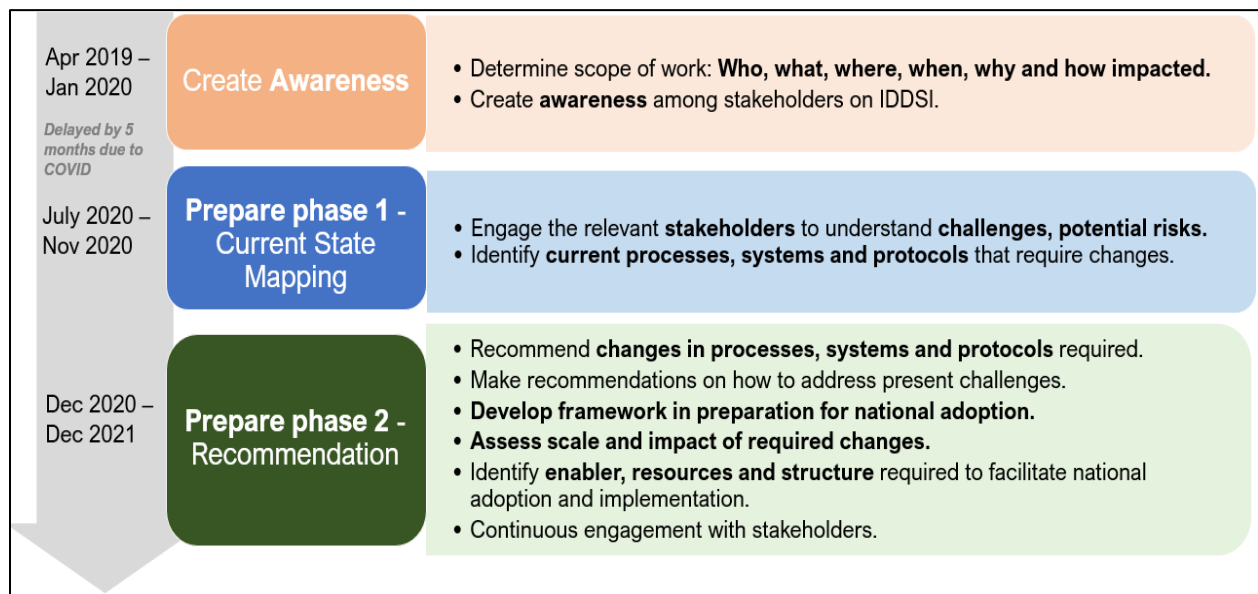 Apr 2019 –
Jan 2020
Delayed by 5
months due to
COVID
Create Awareness
• Determine scope of work: Who, what, where, when, why and how impacted.
• Create awareness among stakeholders on IDDSI.
July 2020 –
Nov 2020
Prepare phase 1 -
Current State
Mapping
• Engage the relevant stakeholders to understand challenges, potential risks.
• Identify current processes, systems and protocols that require changes.
Dec 2020 –
Dec 2021
Prepare phase 2 -
Recommendation
• Recommend changes in processes, systems and protocols required.
• Make recommendations on how to address present challenges.
• Develop framework in preparation for national adoption.
• Assess scale and impact of required changes.
• Identify enabler, resources and structure required to facilitate national
adoption and implementation.
• Continuous engagement with stakeholders.